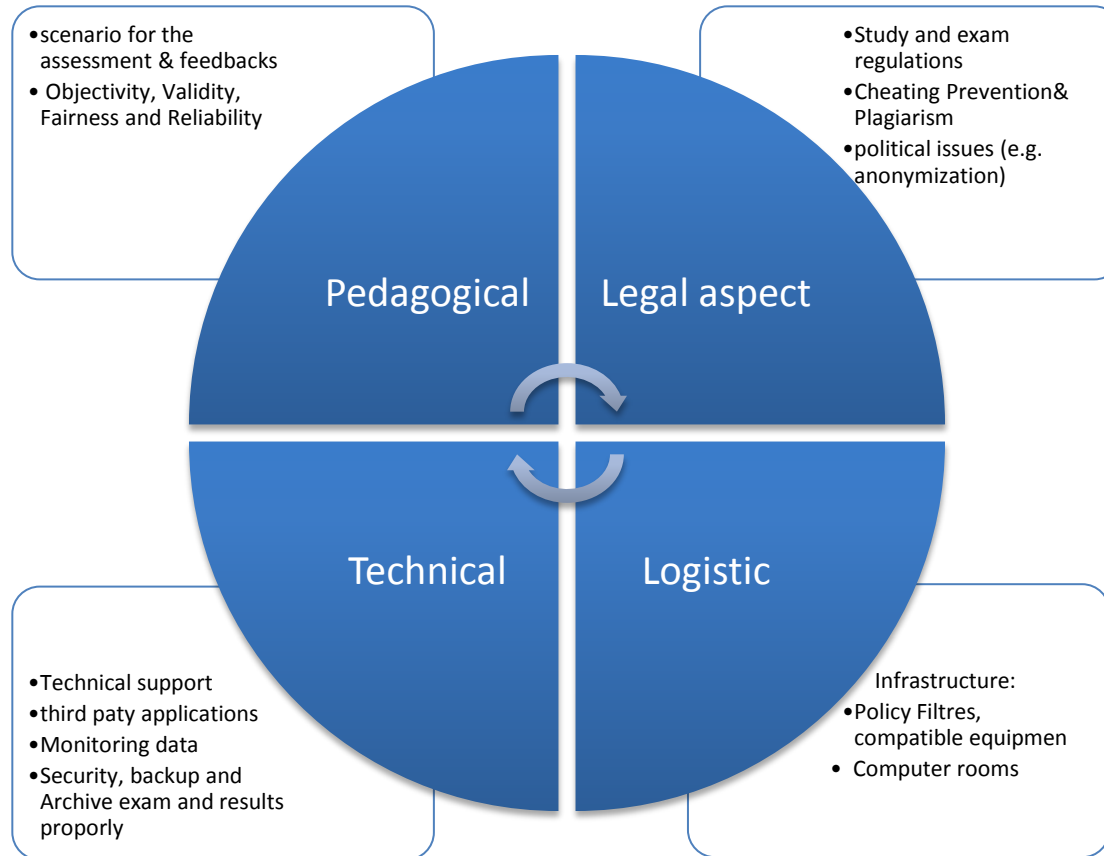 •scenario for the
assessment & feedbacks
• Objectivity, Validity,
Fairness and Reliability
•Study and exam
regulations
•Cheating Prevention&
Plagiarism
•political issues (e.g.
anonymization)
Pedagogical
Legal aspect
Technical
Logistic
•Technical support
•third paty applications
•Monitoring data
•Security, backup and
Archive exam and results
proporly
Infrastructure:
•Policy Filtres,
compatible equipmen
• Computer rooms